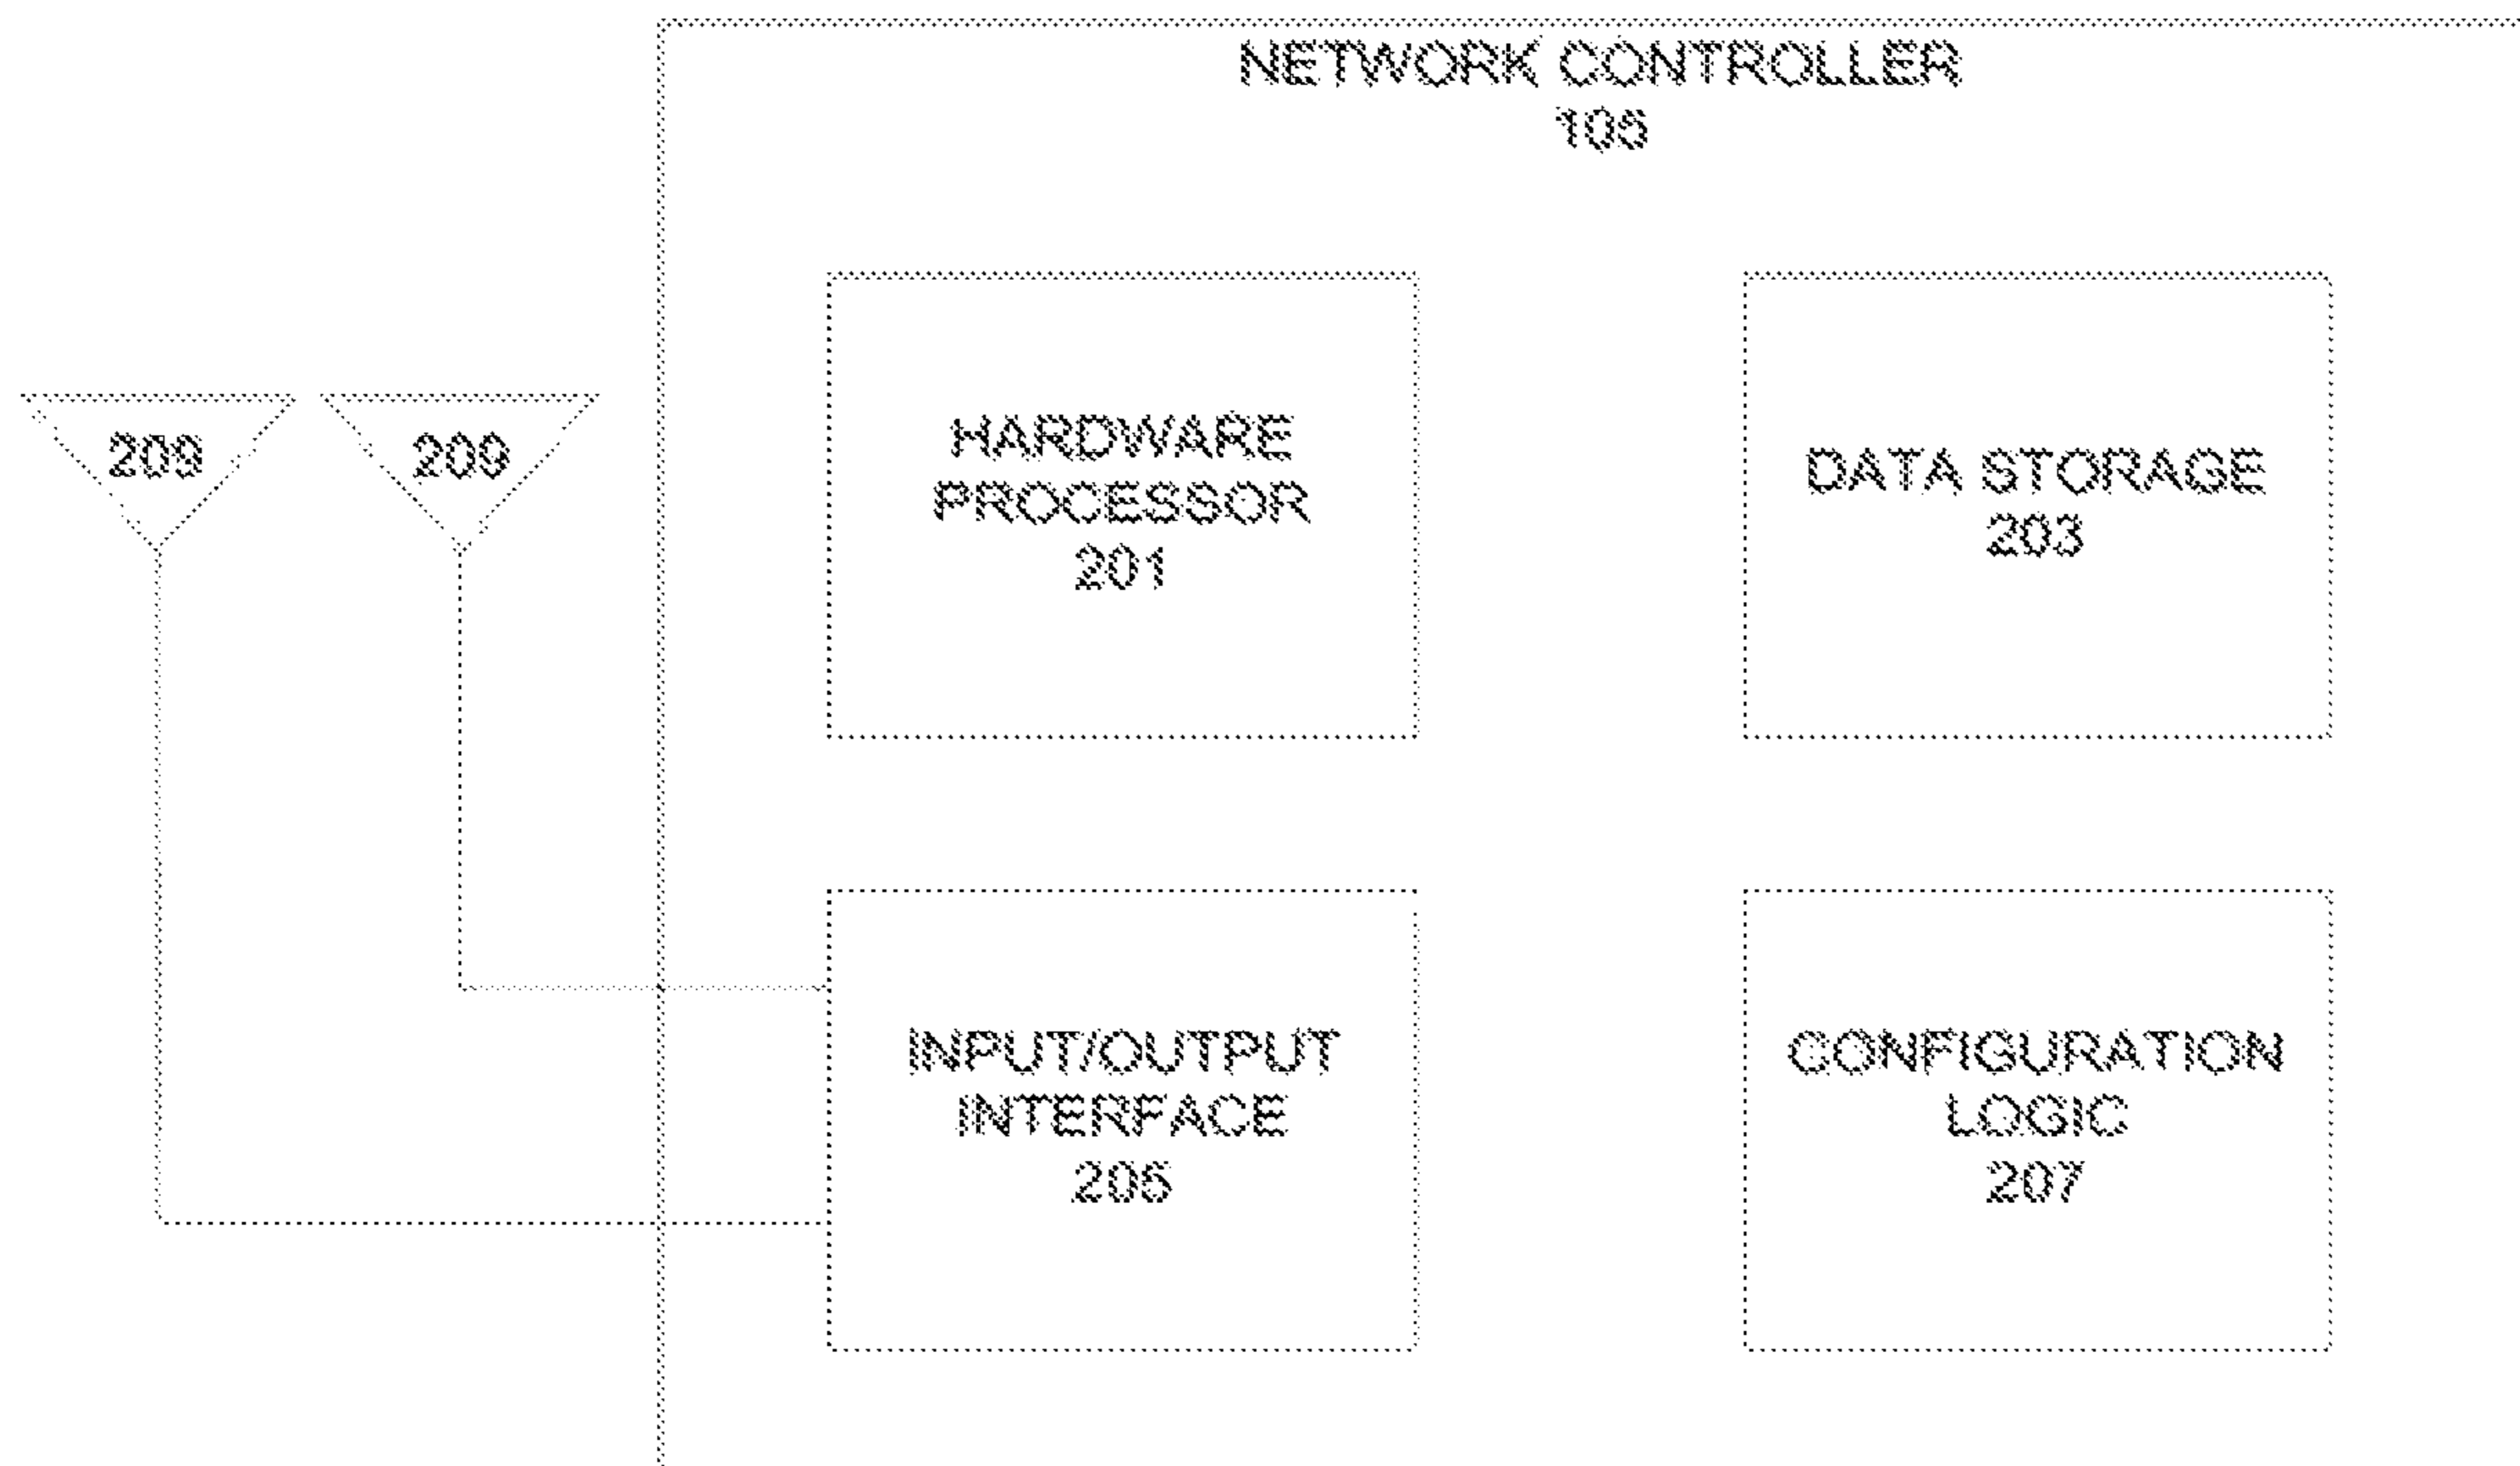 NETWORK CONTROLLER
105
209
209
HARDWARE
PROCESSOR
201
DATA STORAGE
203
INPUT/OUTPUT
INTERFACE
205
CONFIGURATION
LOGIC
207